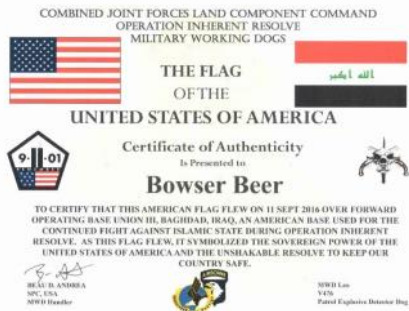 COMBINED JOINT FORCES LAND COMPONENT COMMAND
OPERATION INHERENT RESOLVE
MILITARY WORKING DOGS
الله اكبر
THE FLAG
OF THE
UNITED STATES OF AMERICA
9-11-01
Certificate of Authenticity
Is Presented to
Bowser Beer
TO CERTIFY THAT THIS AMERICAN FLAG FLEW ON 11 SEPT 2016 OVER FORWARD
OPERATING BASE UNION III, BAGHDAD, IRAQ, AN AMERICAN BASE USED FOR THE
CONTINUED FIGHT AGAINST ISLAMIC STATE DURING OPERATION INHERENT
RESOLVE. AS THIS FLAG FLEW, IT SYMBOLIZED THE SOVEREIGN POWER OF THE
UNITED STATES OF AMERICA AND THE UNSHAKABLE RESOLVE TO KEEP OUR
COUNTRY SAFE.
BEAU D. ANDREA
SPC, USA
MWD Handler
AIRBORNE
MWD Leo
V476
Patrol Explosive Detector Dog